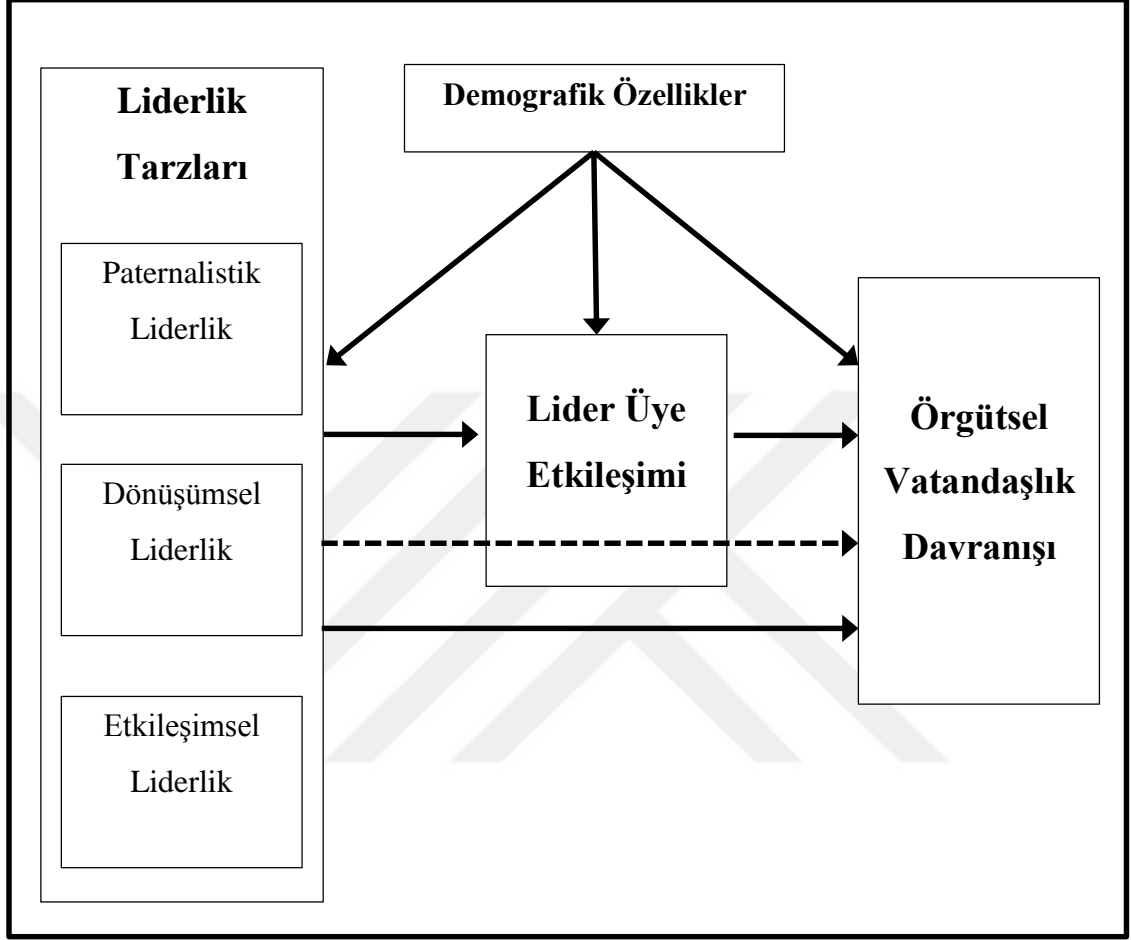 Liderlik
Tarzları
Demografik Özellikler
Paternalistik
Liderlik
Dönüşümsel
Liderlik
Etkileşimsel
Liderlik
Lider Üye
Etkileşimi
Örgütsel
Vatandaşlık
Davranışı